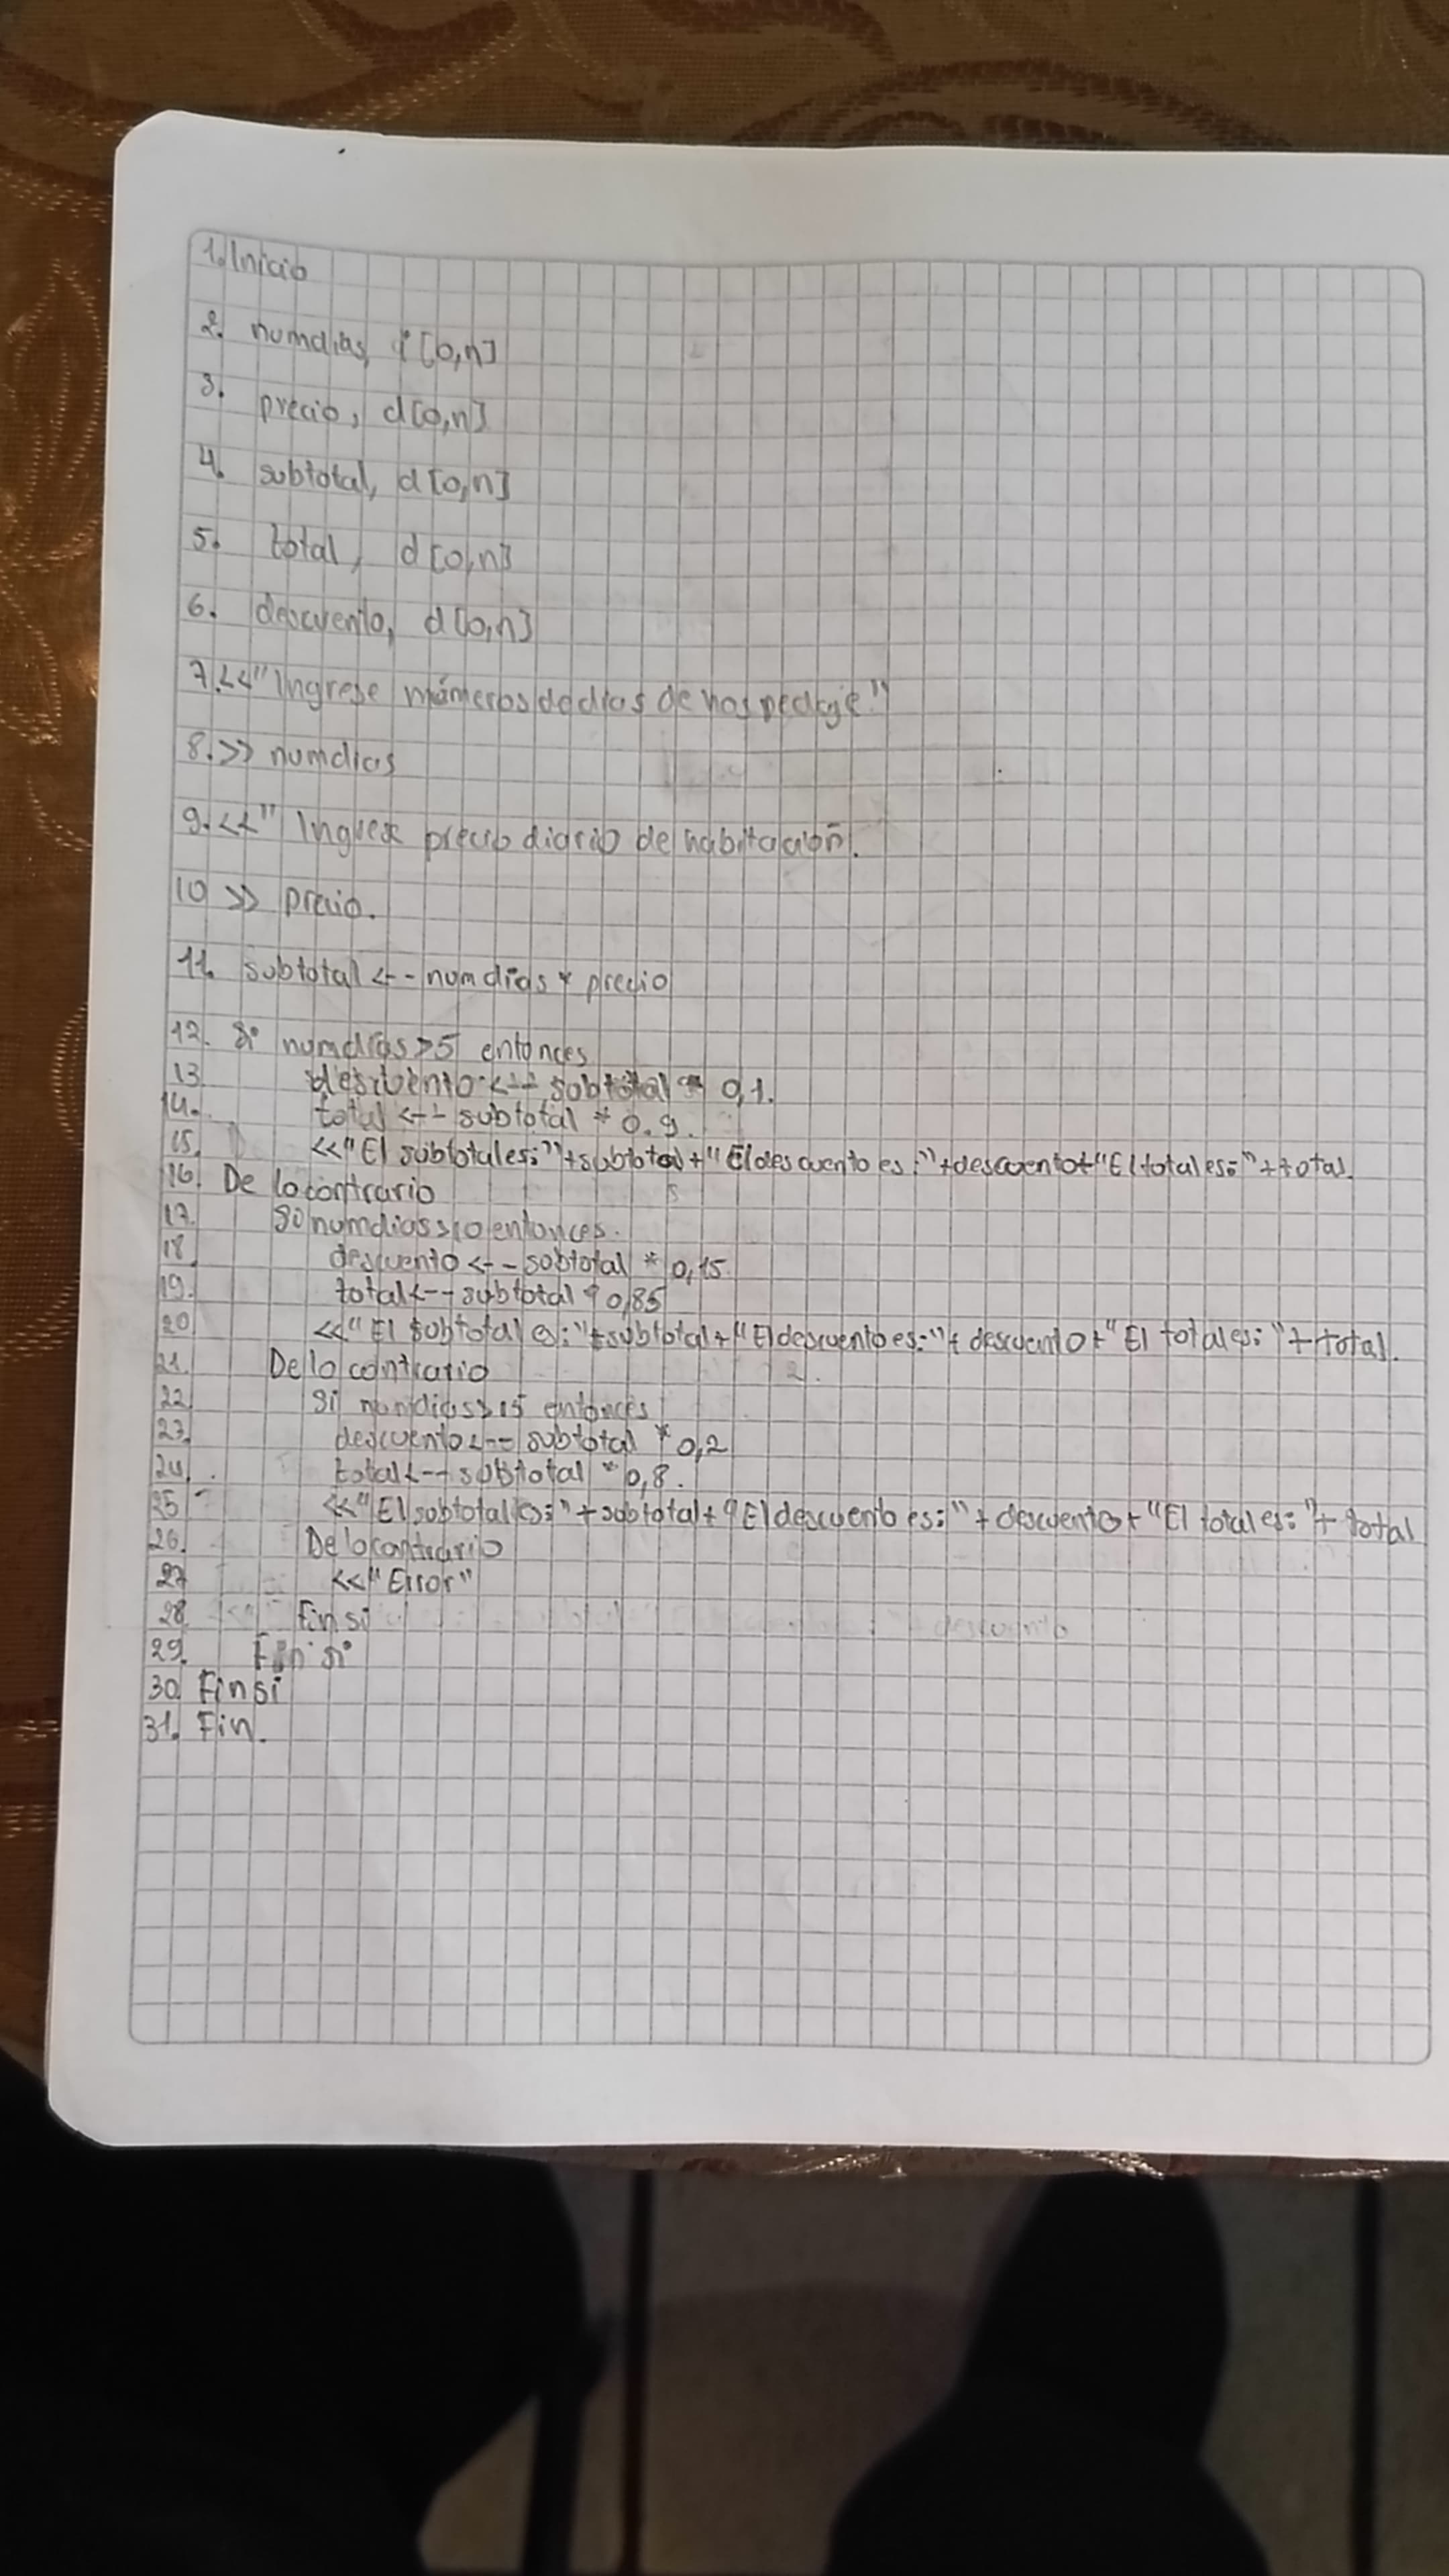 1. Inicio
2. numdias, i [0,n]
3. precio, d[0,n]
4. subtotal, d [0,n]
5. total, d [0,n]
6. descuento, d [0,n]
7. << "Ingrese números de dias de hospedaje"
8. >> numdias
9. << " Ingrese precio diario de habitación.
10 >> precio.
11. subtotal <-- numdías * precio
12. Si numdías > 5 entonces
13 descuento <-- subtotal * 0,1.
14. total <-- subtotal * 0.9.
15. << "El subtotal es:" + subtotal + "El descuento es:" + descuento + "El total es:" + total.
16. De lo contrario
17. Si numdias > 10 entonces.
18 descuento <-- subtotal * 0,15.
19. total <-- subtotal * 0,85
20 << "El subtotal es:" + subtotal + "El descuento es:" + descuento + "El total es:" + total.
21. De lo contrario
22 Si numdias > 15 entonces
23. descuento <-- subtotal * 0,2
24. total <-- subtotal * 0,8.
25 << "El subtotal es:" + subtotal + "El descuento es:" + descuento + "El total es:" + total
26. De lo contrario
27 << "Error"
28. Fin si
29. Fin si
30. Fin si
31. Fin.